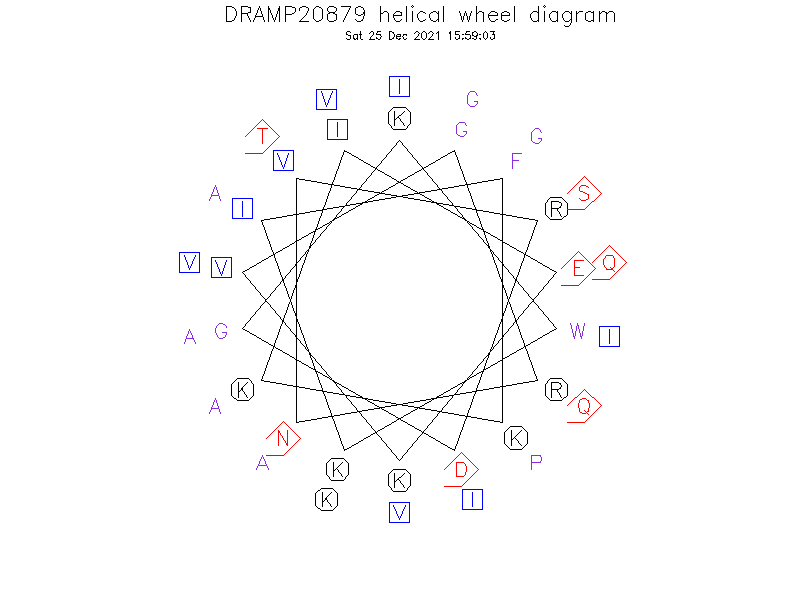 DRAMP20879 helical wheel diagram
Sat 25 Dec 2021 15:59:03
I
V G
K
I G
T G
V F
A S
I R
V V E Q
A G W I
K R
A Q
N K
A P
K D
K K I
V